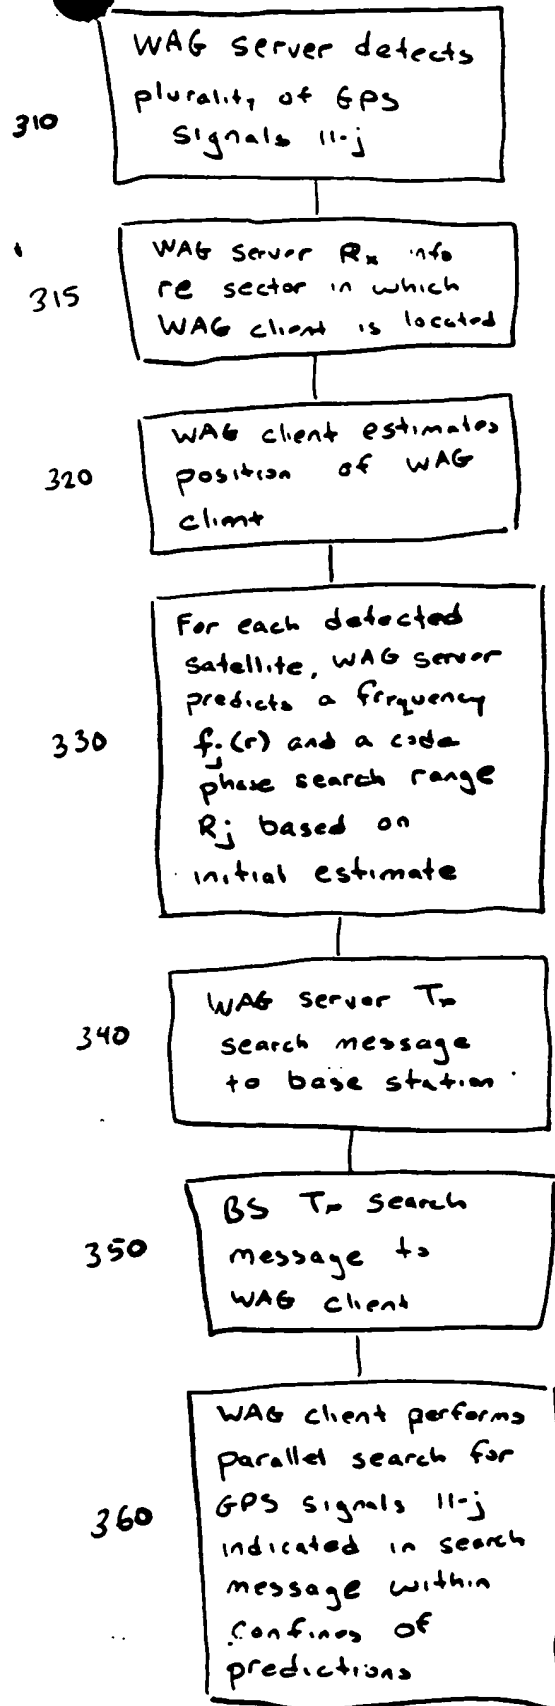 WAG server detects
310
plurality of GPS
signals 11-j
WAG server Rx info
315
re sector in which
WAG client is located
WAG client estimates
320
position of WAG
client
For each detected
satellite, WAG server
predicts a frequency
330
fj(r) and a code
phase search range
Rj based on
initial estimate
WAG server Tx
340
search message
to base station
BS Tx search
350
message to
WAG client
WAG client performs
parallel search for
GPS signals 11-j
360
indicated in search
message within
confines of
predictions